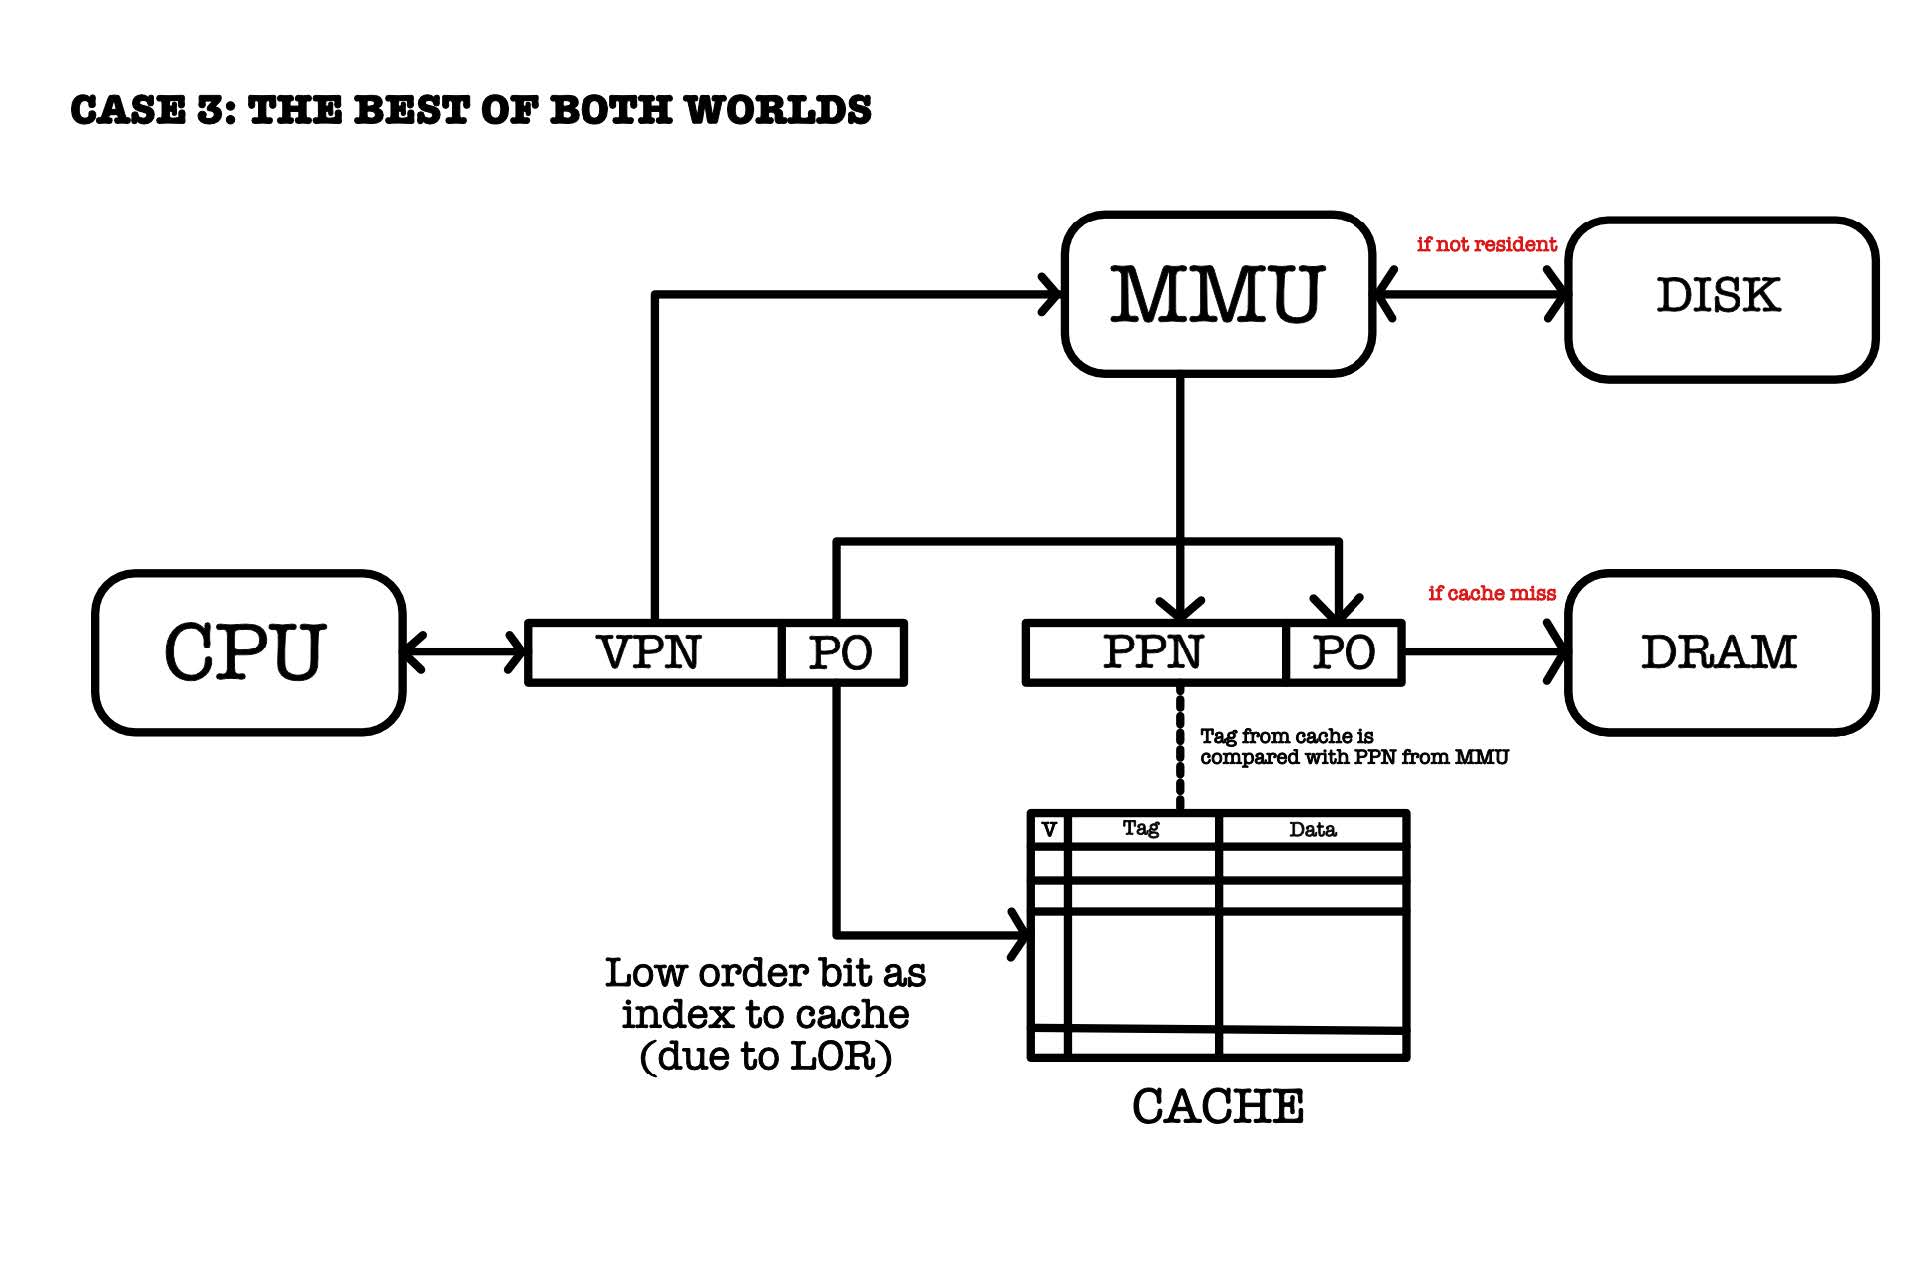 CASE 3: THE BEST OF BOTH WORLDS
MMU
if not resident
DISK
CPU
VPN
PO
PPN
PO
if cache miss
DRAM
Tag from cache is
compared with PPN from MMU
V
Tag
Data
Low order bit as
index to cache
(due to LOR)
CACHE